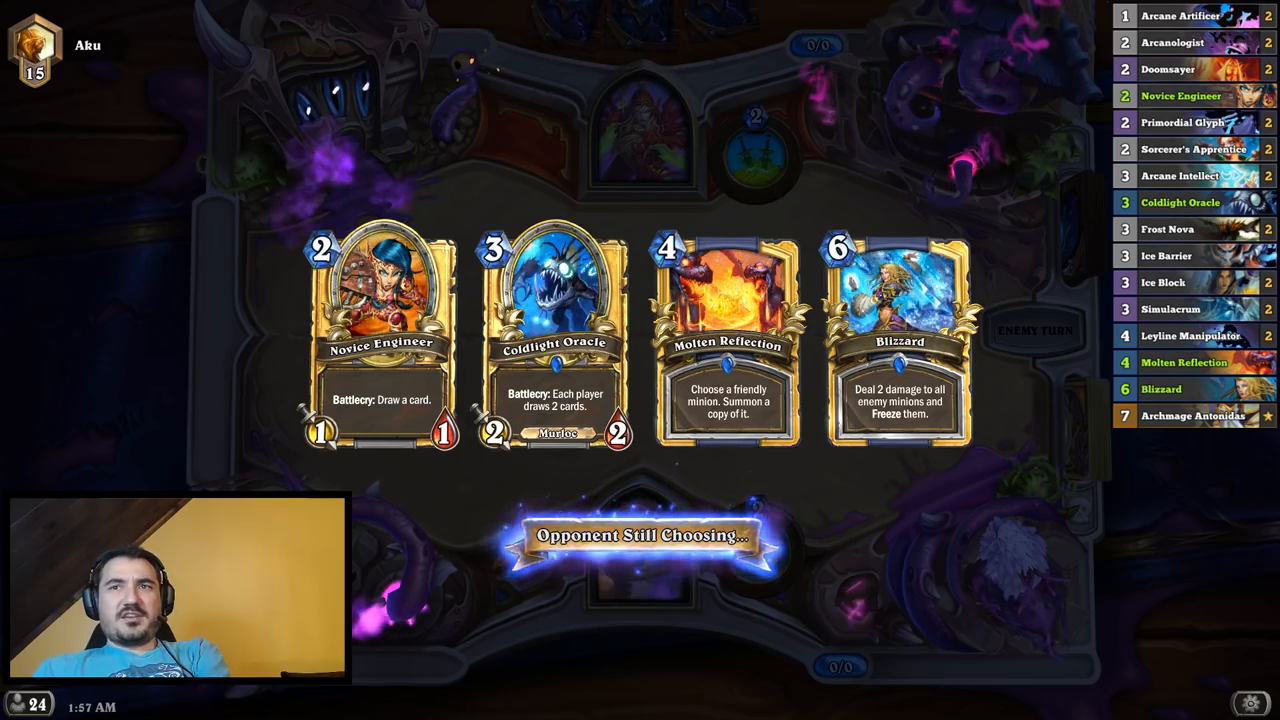 Aku
15
0/0
2
ENEMY TURN
2
Novice Engineer
Battlecry: Draw a card.
1
1
3
Coldlight Oracle
Battlecry: Each player
draws 2 cards.
Murloc
2
2
4
Molten Reflection
Choose a friendly
minion. Summon a
copy of it.
6
Blizzard
Deal 2 damage to all
enemy minions and
Freeze them.
Opponent Still Choosing...
2
0/0
24
1:57 AM
1 Arcane Artificer 2
2 Arcanologist 2
2 Doomsayer 2
2 Novice Engineer 2
2 Primordial Glyph 2
2 Sorcerer's Apprentice 2
3 Arcane Intellect 2
3 Coldlight Oracle 2
3 Frost Nova 2
3 Ice Barrier
3 Ice Block 2
3 Simulacrum 2
4 Leyline Manipulator 2
4 Molten Reflection
6 Blizzard
7 Archmage Antonidas